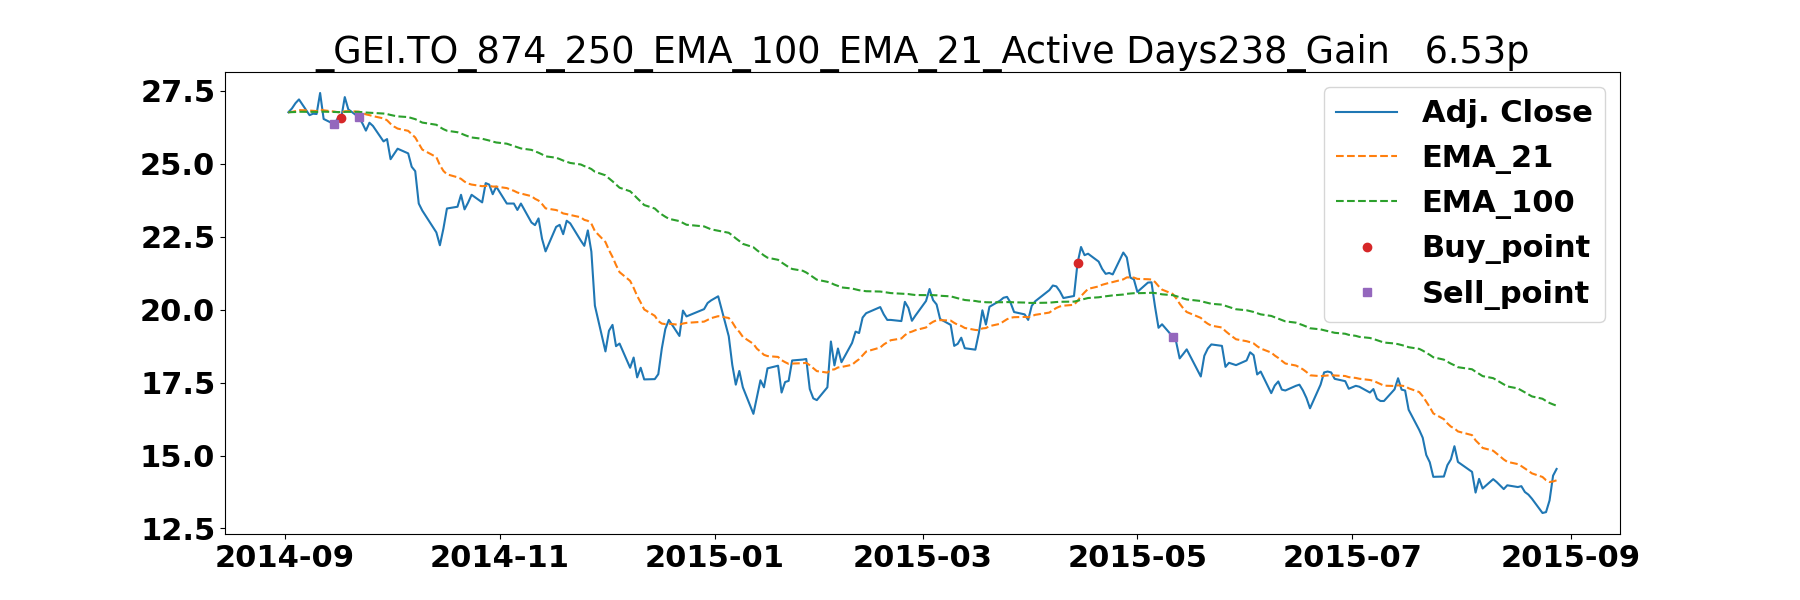 _GEI.TO_874_250_EMA_100_EMA_21_Active Days238_Gain   6.53p
27.5
25.0
22.5
20.0
17.5
15.0
12.5
2014-09 2014-11 2015-01 2015-03 2015-05 2015-07 2015-09
Adj. Close
EMA_21
EMA_100
Buy_point
Sell_point